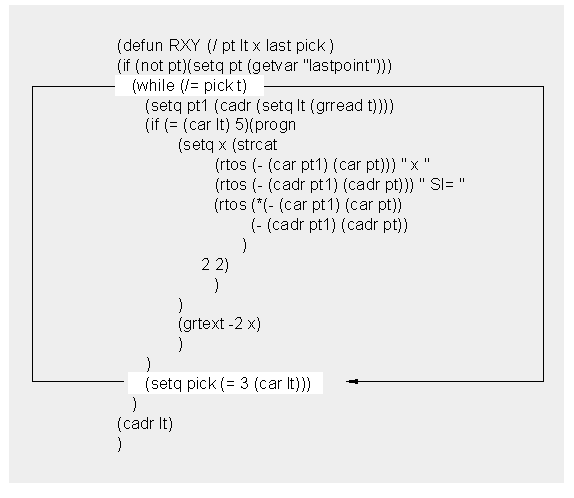 (defun RXY (/ pt lt x last pick )
(if (not pt)(setq pt (getvar "lastpoint")))
(while (/= pick t)
(setq pt1 (cadr (setq lt (grread t))))
(if (= (car lt) 5)(progn
(setq x (strcat
(rtos (- (car pt1) (car pt))) " x "
(rtos (- (cadr pt1) (cadr pt))) " SI= "
(rtos (*(- (car pt1) (car pt))
(- (cadr pt1) (cadr pt))
)
2 2)
)
)
(grtext -2 x)
)
)
(setq pick (= 3 (car lt)))
)
(cadr lt)
)